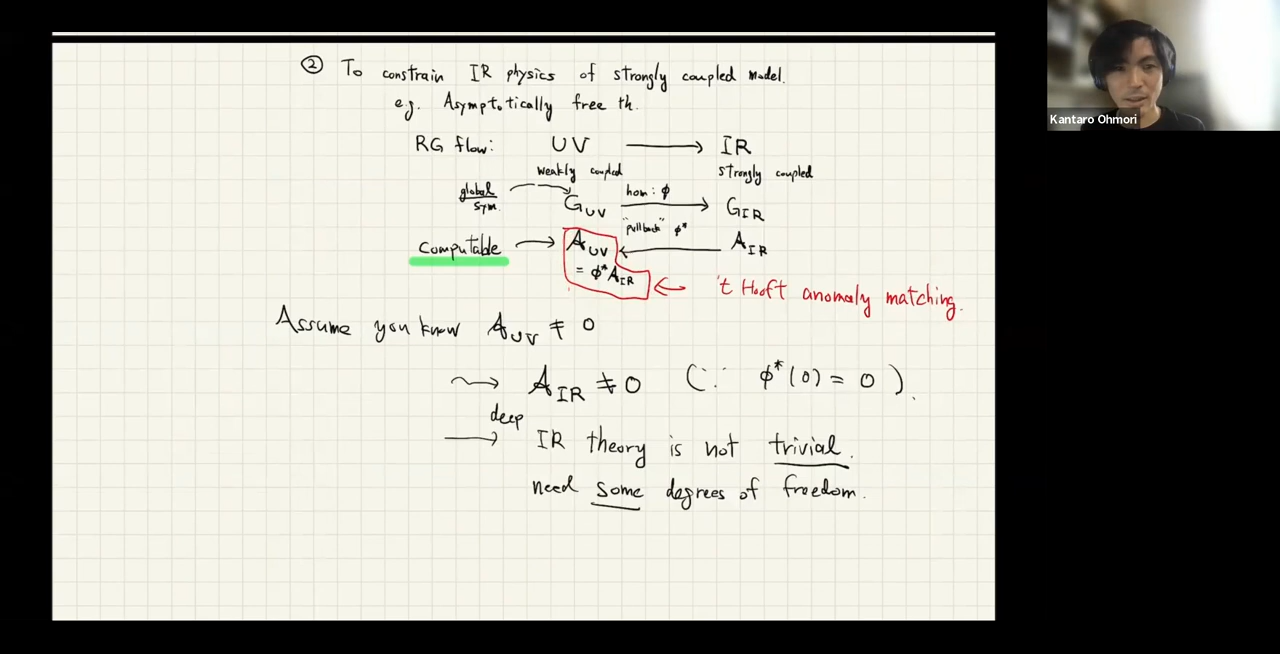 ② To constrain IR physics of strongly coupled model.
e.g. Asymptotically free th.
RG flow: UV → IR
weakly coupled strongly coupled
global sym. G_UV hom: φ → G_IR
"pullback" φ*
computable → A_UV ← A_IR
= φ* A_IR ← 't Hooft anomaly matching.
Assume you know A_UV ≠ 0
⇝ A_IR ≠ 0 (∵ φ*(0) = 0).
deep
→ IR theory is not trivial.
need some degrees of freedom.
Kantaro Ohmori